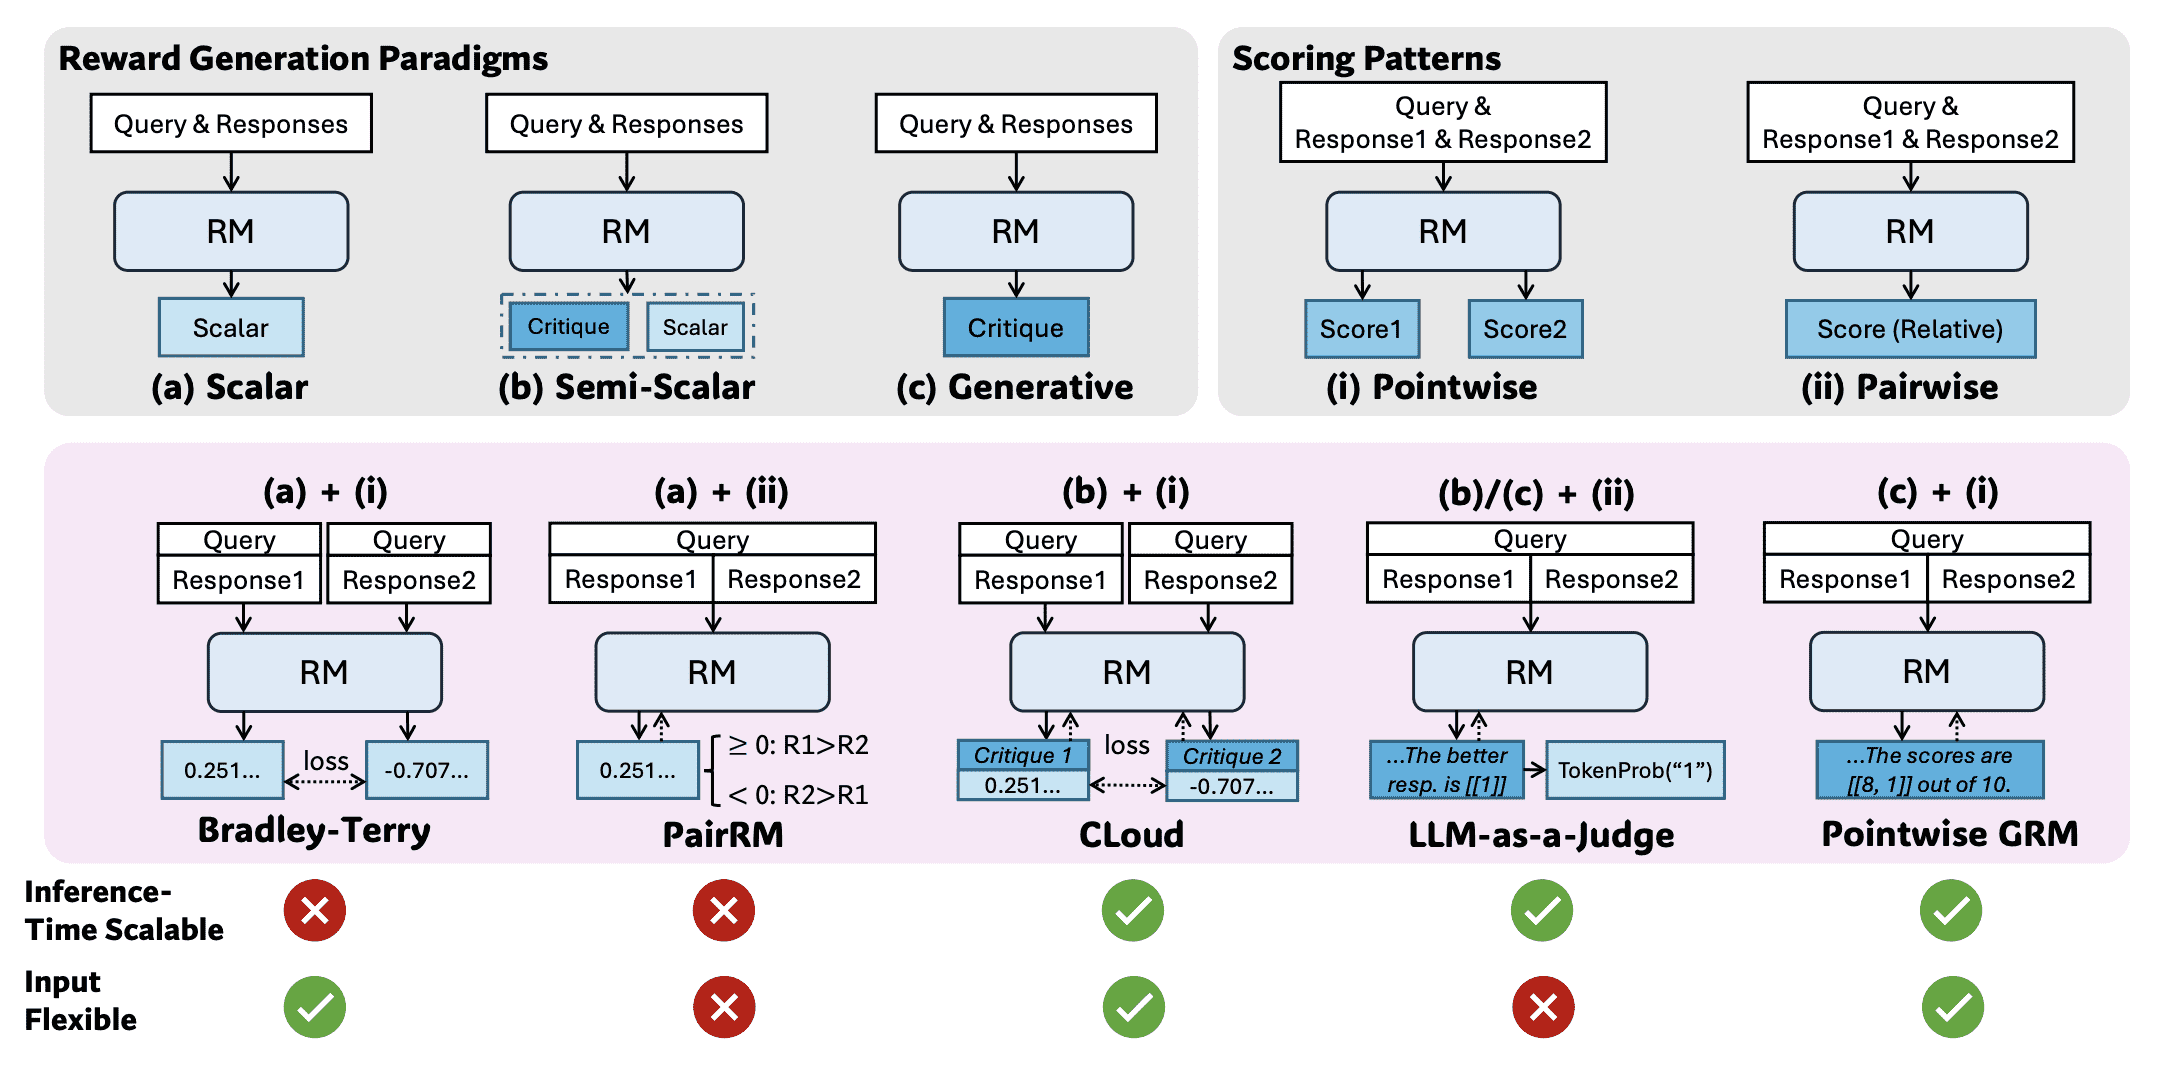 Reward Generation Paradigms
Query & Responses
RM
Scalar
(a) Scalar
Query & Responses
RM
Critique
Scalar
(b) Semi-Scalar
Query & Responses
RM
Critique
(c) Generative
Scoring Patterns
Query &
Response1 & Response2
RM
Score1
Score2
(i) Pointwise
Query &
Response1 & Response2
RM
Score (Relative)
(ii) Pairwise
(a) + (i)
Query
Response1
Query
Response2
RM
0.251...
loss
-0.707...
Bradley-Terry
(a) + (ii)
Query
Response1
Response2
RM
0.251...
≥ 0: R1>R2
< 0: R2>R1
PairRM
(b) + (i)
Query
Response1
Query
Response2
RM
Critique 1
0.251...
loss
Critique 2
-0.707...
CLoud
(b)/(c) + (ii)
Query
Response1
Response2
RM
...The better
resp. is [[1]]
TokenProb(“1”)
LLM-as-a-Judge
(c) + (i)
Query
Response1
Response2
RM
...The scores are
[[8, 1]] out of 10.
Pointwise GRM
Inference-
Time Scalable
Input
Flexible